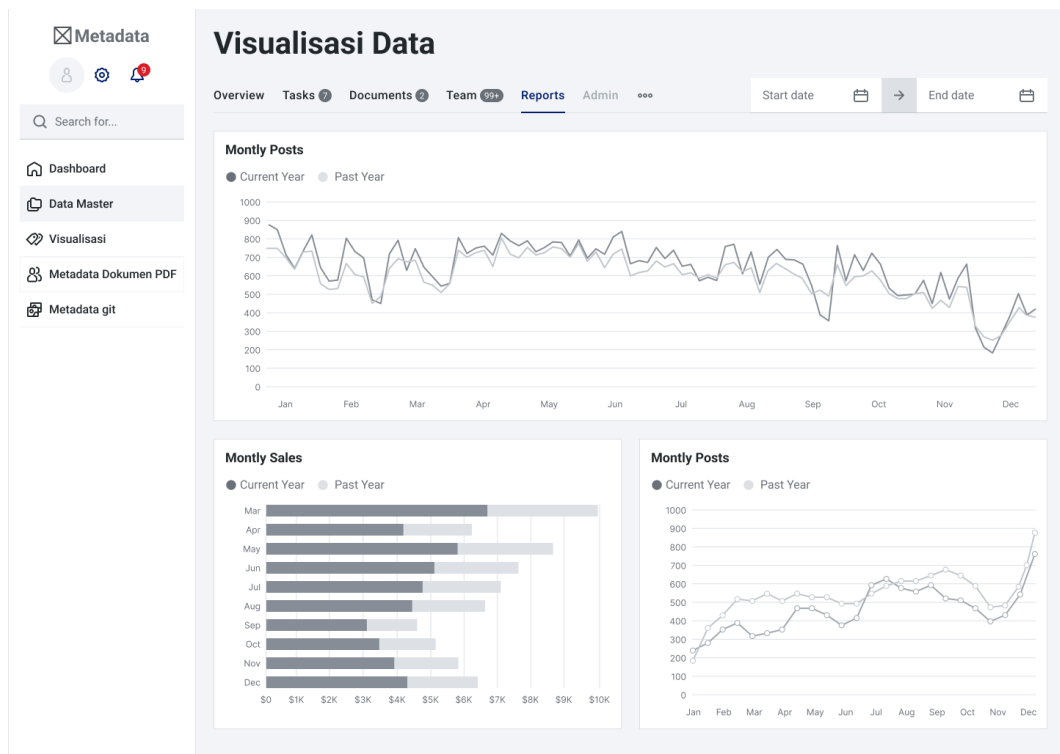 Metadata
9
Search for...
Dashboard
Data Master
Visualisasi
Metadata Dokumen PDF
Metadata git
Visualisasi Data
Overview Tasks 7 Documents 2 Team 99+ Reports Admin
Start date End date
Montly Posts
Current Year Past Year
1000
900
800
700
600
500
400
300
200
100
0
Jan Feb Mar Apr May Jun Jul Aug Sep Oct Nov Dec
Montly Sales
Current Year Past Year
Mar
Apr
May
Jun
Jul
Aug
Sep
Oct
Nov
Dec
$0 $1K $2K $3K $4K $5K $6K $7K $8K $9K $10K
Montly Posts
Current Year Past Year
1000
900
800
700
600
500
400
300
200
100
0
Jan Feb Mar Apr May Jun Jul Aug Sep Oct Nov Dec